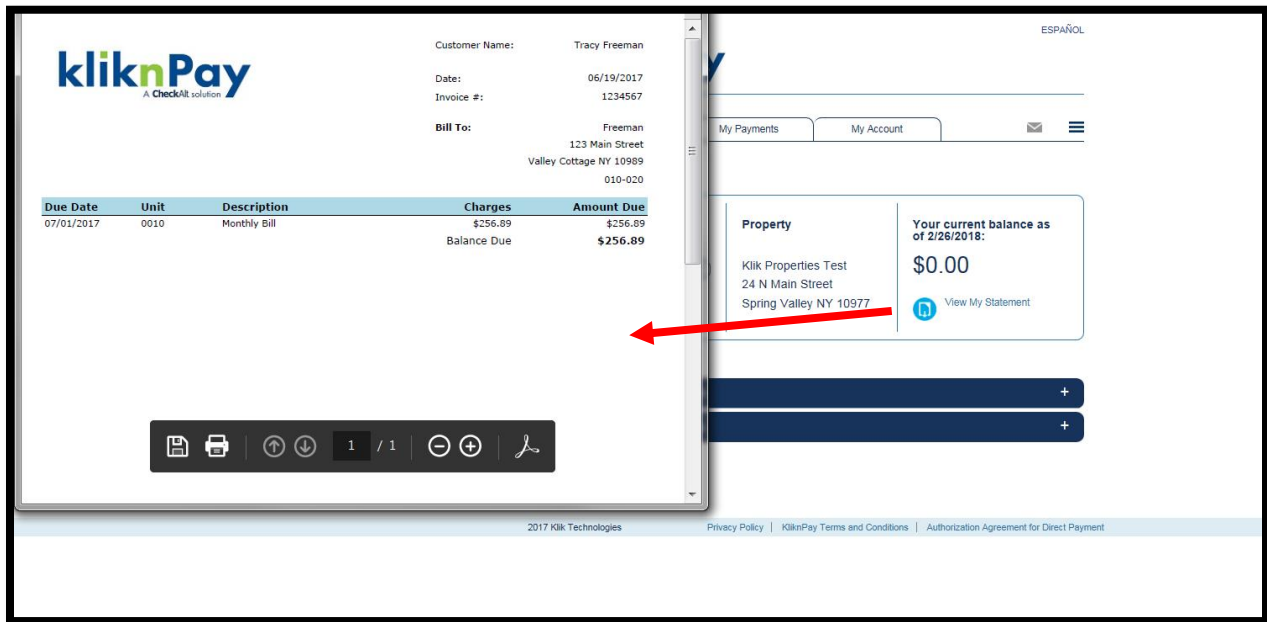 ESPAÑOL
kliknPay
A CheckAlt solution
Customer Name: Tracy Freeman
Date: 06/19/2017
Invoice #: 1234567
Bill To: Freeman
123 Main Street
Valley Cottage NY 10989
010-020
Due Date Unit Description Charges Amount Due
07/01/2017 0010 Monthly Bill $256.89 $256.89
Balance Due $256.89
1 / 1
y
My Payments My Account
Property
Klik Properties Test
24 N Main Street
Spring Valley NY 10977
Your current balance as
of 2/26/2018:
$0.00
View My Statement
+
+
2017 Klik Technologies Privacy Policy | KliknPay Terms and Conditions | Authorization Agreement for Direct Payment